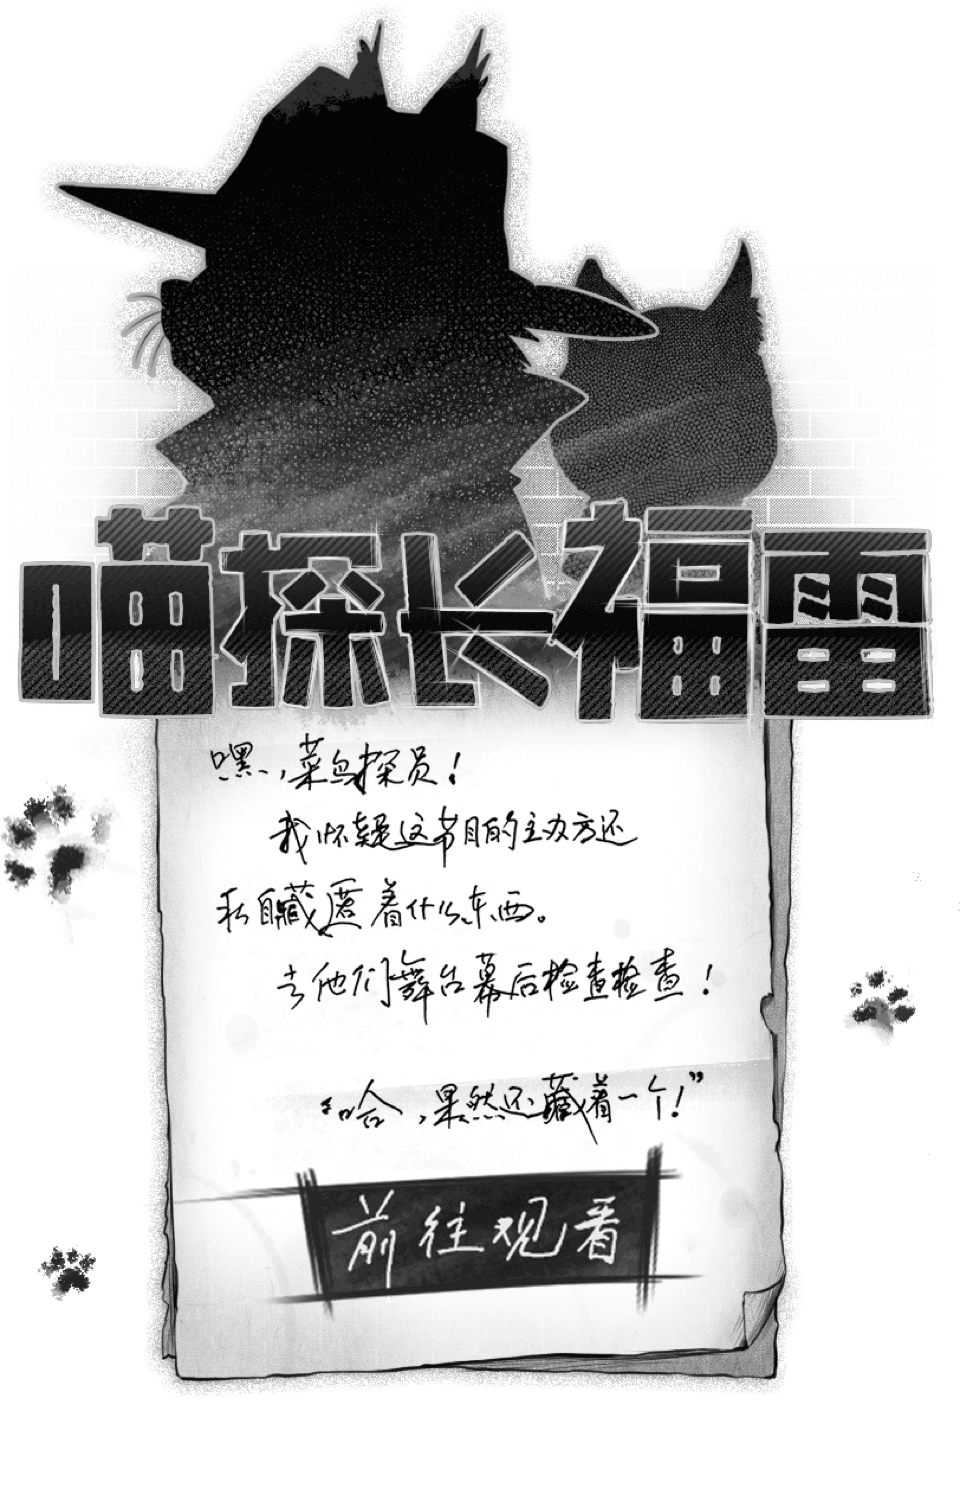 喵探长福雷
嘿，菜鸟探员！
我怀疑这节目的主办方还
私自藏匿着什么东西。
去他们舞台幕后检查检查！
“哈，果然还藏着一个！”
前往观看